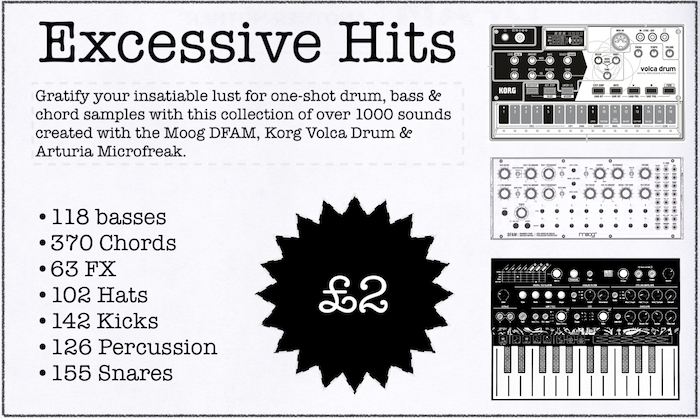 Excessive Hits
Gratify your insatiable lust for one-shot drum, bass &
chord samples with this collection of over 1000 sounds
created with the Moog DFAM, Korg Volca Drum &
Arturia Microfreak.
• 118 basses
• 370 Chords
• 63 FX
• 102 Hats
• 142 Kicks
• 126 Percussion
• 155 Snares
£2
volca drum
KORG
DFAM
moog